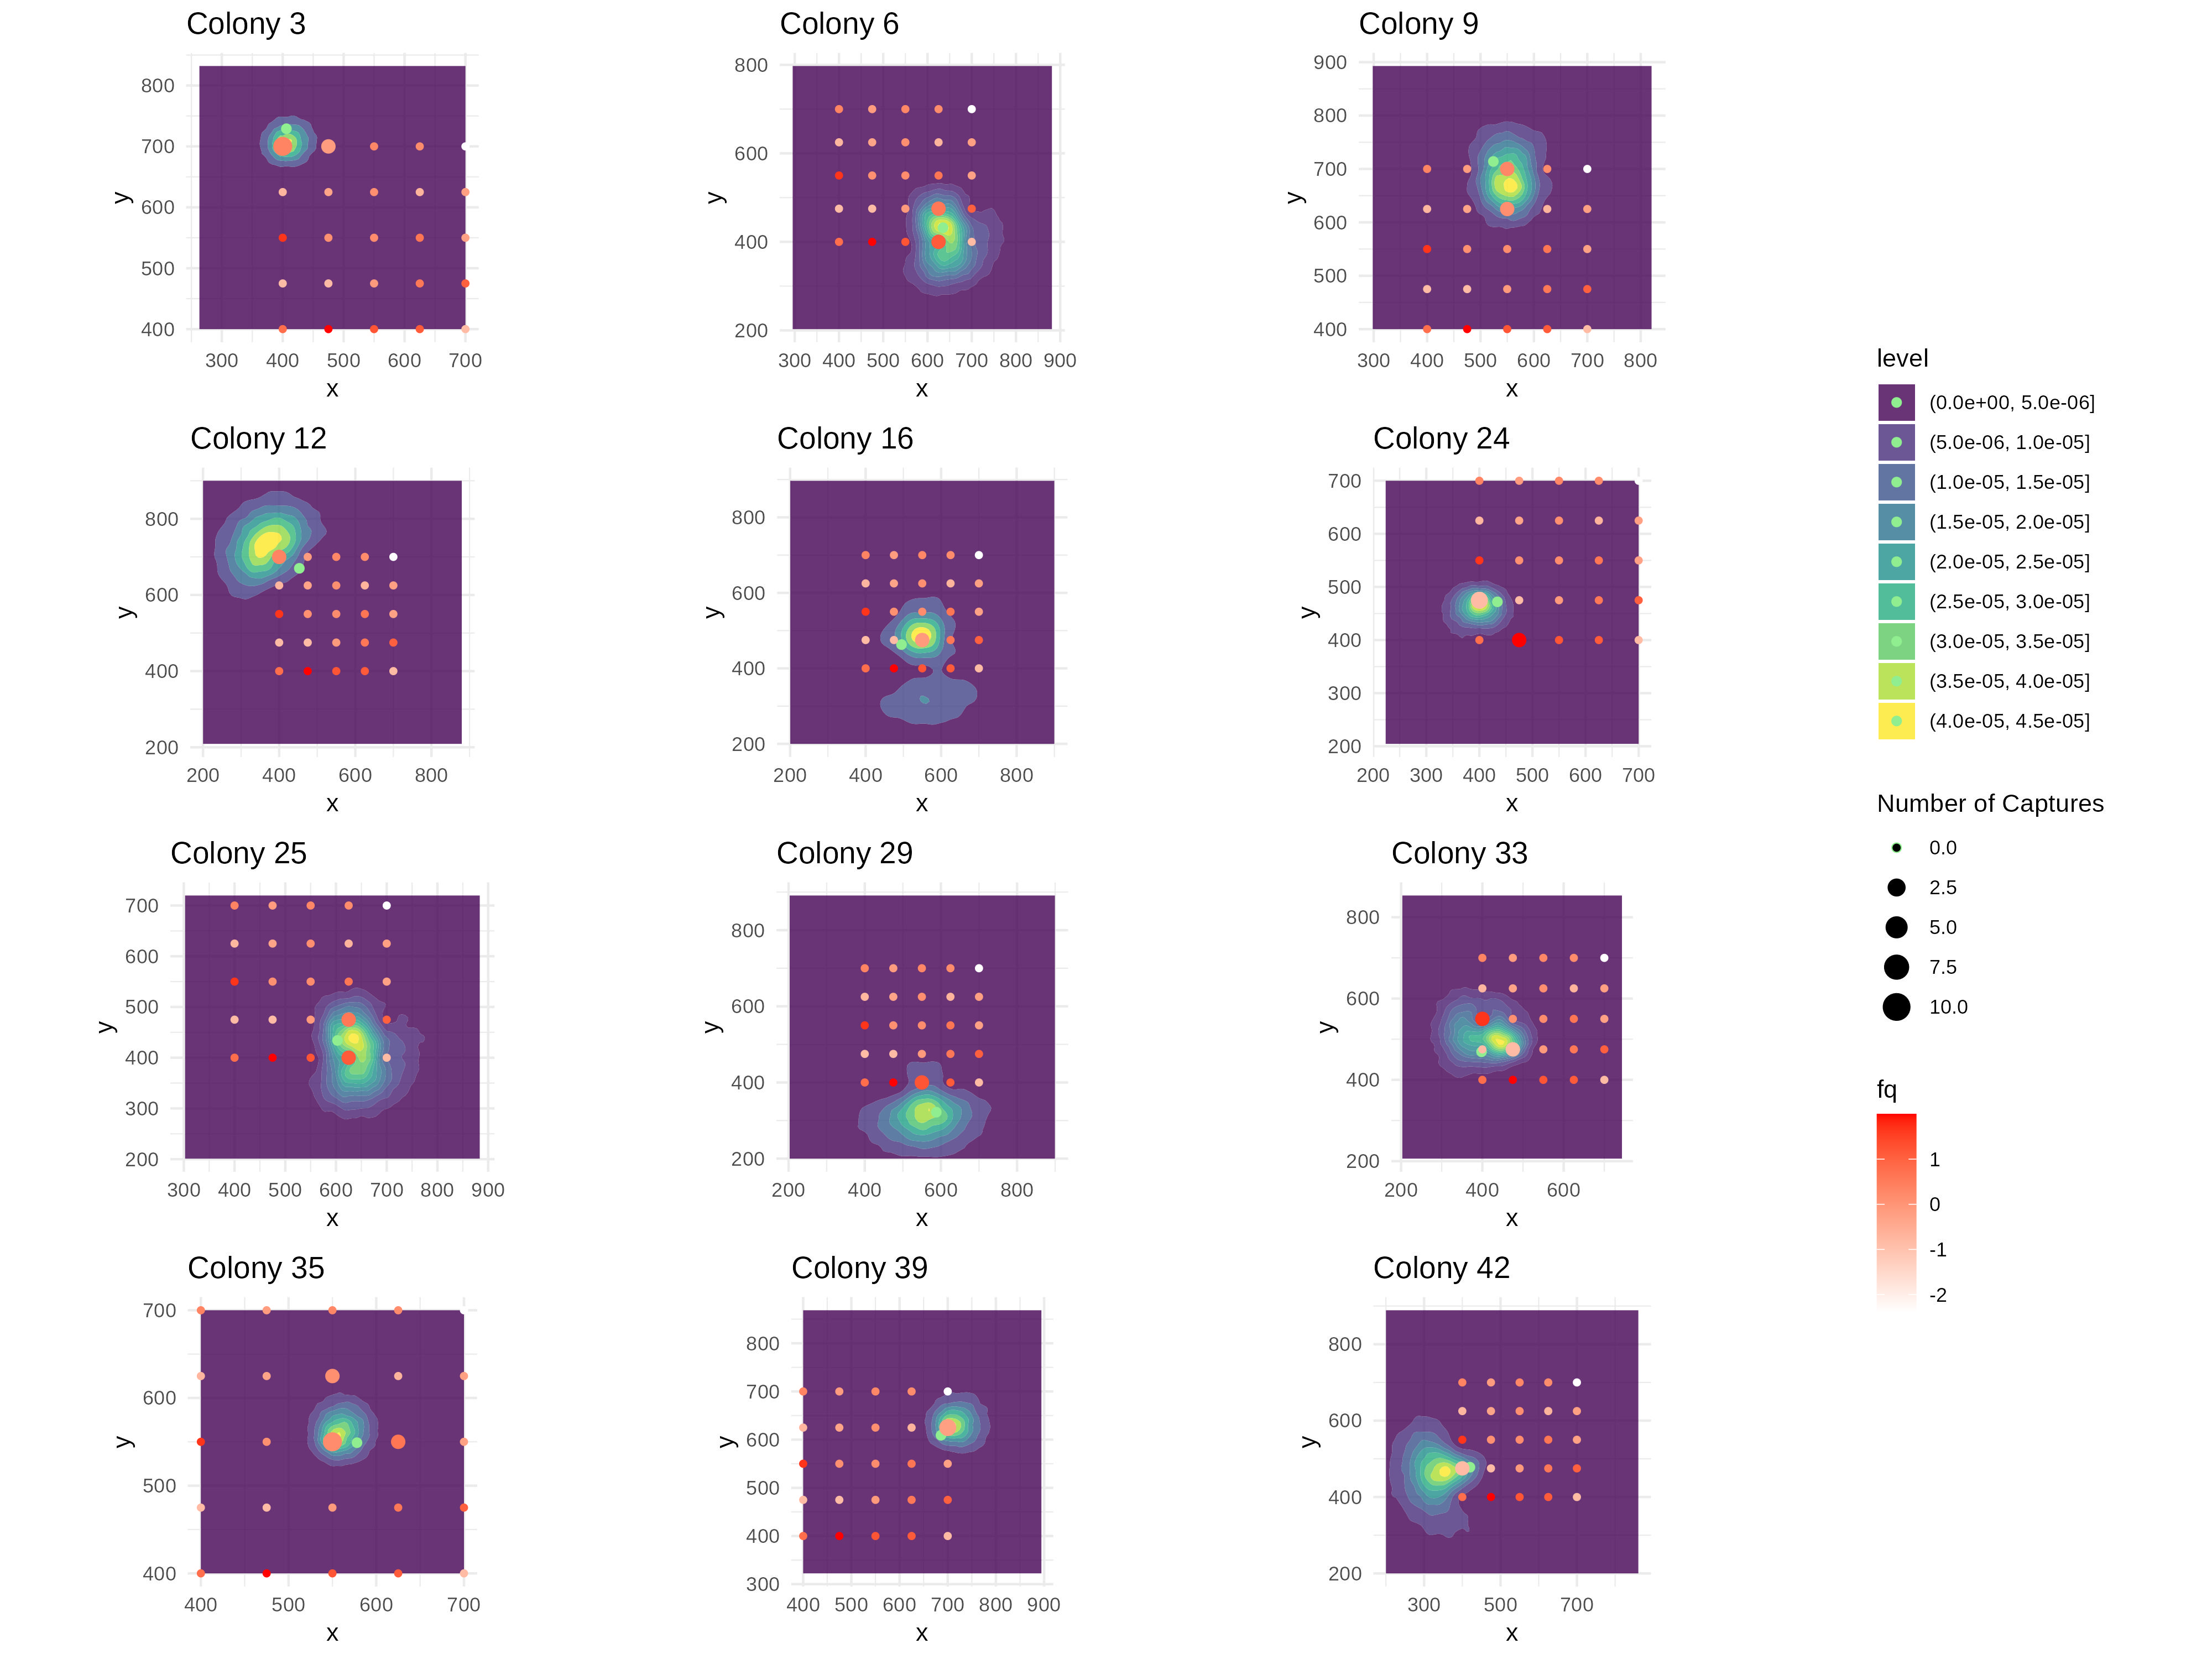 Colony 3
Colony 6
Colony 9
800
700
600
500
400
y
300 400 500 600 700
x
800
600
400
200
y
300 400 500 600 700 800 900
x
900
800
700
600
500
400
y
300 400 500 600 700 800
x
Colony 12
Colony 16
Colony 24
800
600
400
200
y
200 400 600 800
x
800
600
400
200
y
200 400 600 800
x
700
600
500
400
300
200
y
200 300 400 500 600 700
x
Colony 25
Colony 29
Colony 33
700
600
500
400
300
200
y
300 400 500 600 700 800 900
x
800
600
400
200
y
200 400 600 800
x
800
600
400
200
y
200 400 600
x
Colony 35
Colony 39
Colony 42
700
600
500
400
y
400 500 600 700
x
800
700
600
500
400
300
y
400 500 600 700 800 900
x
800
600
400
200
y
300 500 700
x
level
(0.0e+00, 5.0e-06]
(5.0e-06, 1.0e-05]
(1.0e-05, 1.5e-05]
(1.5e-05, 2.0e-05]
(2.0e-05, 2.5e-05]
(2.5e-05, 3.0e-05]
(3.0e-05, 3.5e-05]
(3.5e-05, 4.0e-05]
(4.0e-05, 4.5e-05]
Number of Captures
0.0
2.5
5.0
7.5
10.0
fq
1
0
-1
-2